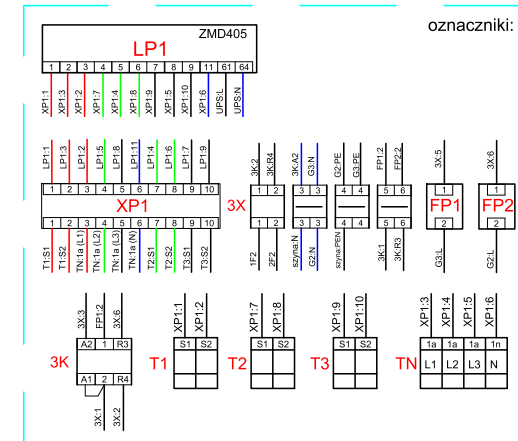 oznaczniki:
ZMD405
LP1
1 2 3 4 5 6 7 8 9 11 61 64
XP1:1 XP1:3 XP1:2 XP1:7 XP1:4 XP1:8 XP1:9 XP1:5 XP1:10 XP1:6 UPS:L UPS:N
LP1:1 LP1:3 LP1:2 LP1:5 LP1:8 LP1:11 LP1:4 LP1:6 LP1:7 LP1:9
1 2 3 4 5 6 7 8 9 10
XP1
1 2 3 4 5 6 7 8 9 10
T1:S1 T1:S2 TN:1a (L1) TN:1a (L2) TN:1a (L3) TN:1a (N) T2:S1 T2:S2 T3:S1 T3:S2
3K:2 3K:R4 3K:A2 G3:N G2:PE G3:PE FP1:2 FP2:2
3X
1 2 3 3 4 4 5 6
1 2 3 3 4 4 5 6
1F2 2F2 szyna:N G2:N szyna:PEN 3K:1 3K:R3
3X:5 3X:6
1 1
FP1 FP2
2 2
G3:L G2:L
3X:3 FP1:2 3X:6
3K
A2 1 R3
A1 2 R4
3X:1 3X:2
XP1:1 XP1:2
T1
S1 S2
XP1:7 XP1:8
T2
S1 S2
XP1:9 XP1:10
T3
S1 S2
XP1:3 XP1:4 XP1:5 XP1:6
TN
1a 1a 1a 1n
L1 L2 L3 N